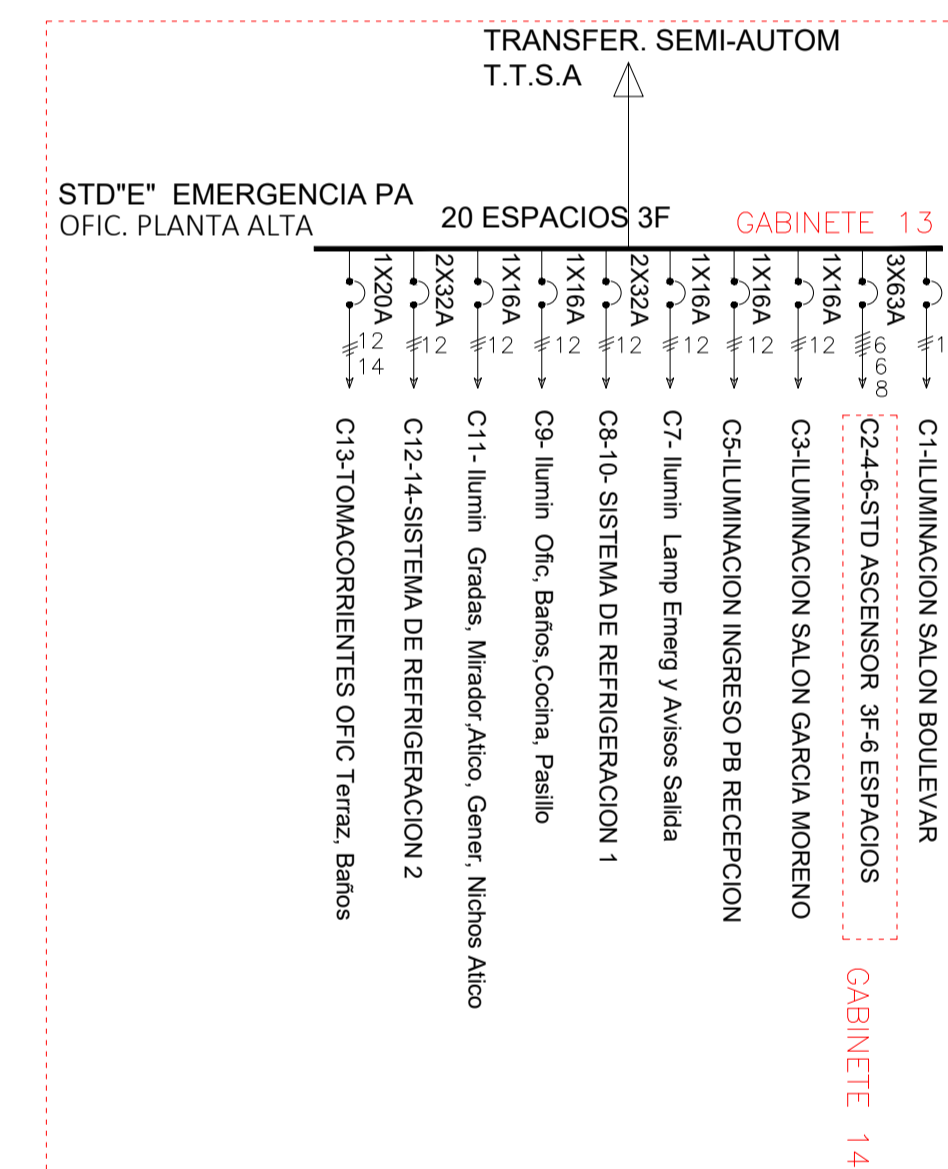 TRANSFER. SEMI-AUTOM
T.T.S.A
STD"E" EMERGENCIA PA
OFIC. PLANTA ALTA
20 ESPACIOS 3F
GABINETE 13
1X20A
2X32A
1X16A
1X16A
2X32A
1X16A
1X16A
1X16A
3X63A
12
14
12
12
12
12
12
12
12
6 6 8
1
C13-TOMACORRIENTES OFIC Terraz, Baños
C12-14-SISTEMA DE REFRIGERACION 2
C11- Ilumin Gradas, Mirador,Atico, Gener, Nichos Atico
C9- Ilumin Ofic, Baños,Cocina, Pasillo
C8-10- SISTEMA DE REFRIGERACION 1
C7- Ilumin Lamp Emerg y Avisos Salida
C5-ILUMINACION INGRESO PB RECEPCION
C3-ILUMINACION SALON GARCIA MORENO
C2-4-6-STD ASCENSOR 3F-6 ESPACIOS
C1-ILUMINACION SALON BOULEVAR
GABINETE 14